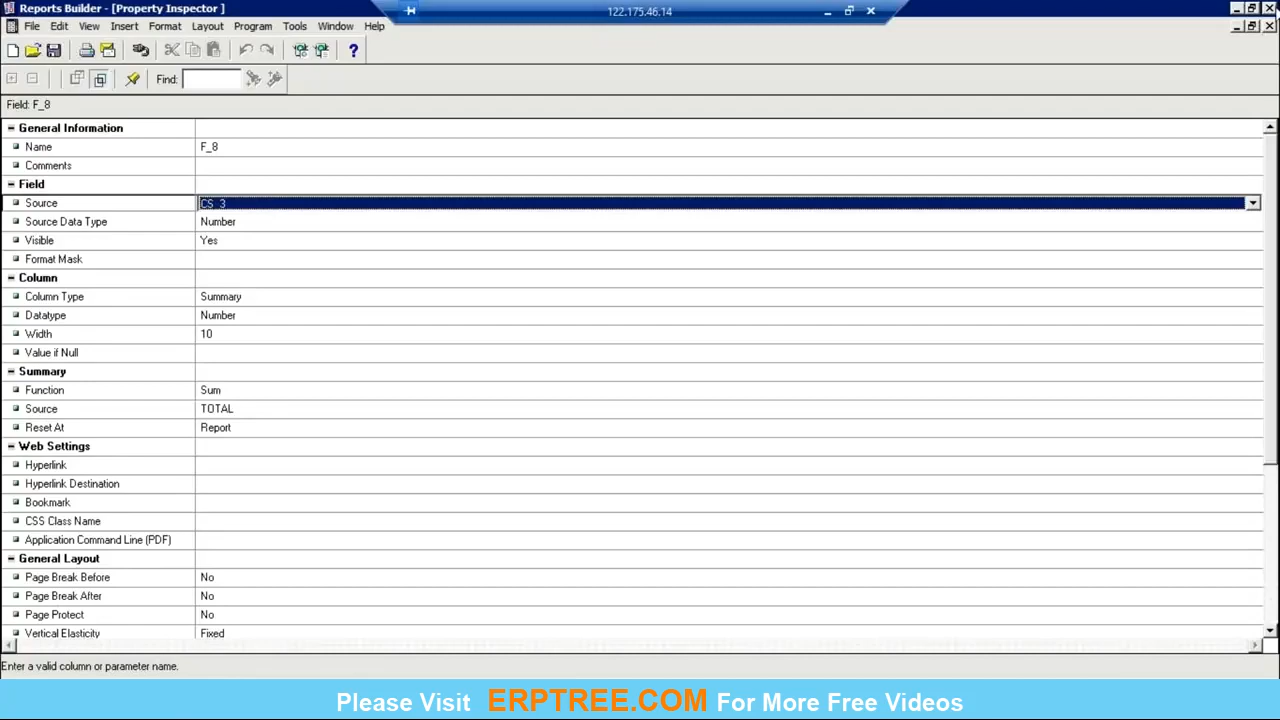 Reports Builder - [Property Inspector ]
122.175.46.14
File Edit View Insert Format Layout Program Tools Window Help
Find:
Field: F_8
General Information
Name F_8
Comments
Field
Source CS_3
Source Data Type Number
Visible Yes
Format Mask
Column
Column Type Summary
Datatype Number
Width 10
Value if Null
Summary
Function Sum
Source TOTAL
Reset At Report
Web Settings
Hyperlink
Hyperlink Destination
Bookmark
CSS Class Name
Application Command Line (PDF)
General Layout
Page Break Before No
Page Break After No
Page Protect No
Vertical Elasticity Fixed
Enter a valid column or parameter name.
Please Visit ERPTREE.COM For More Free Videos